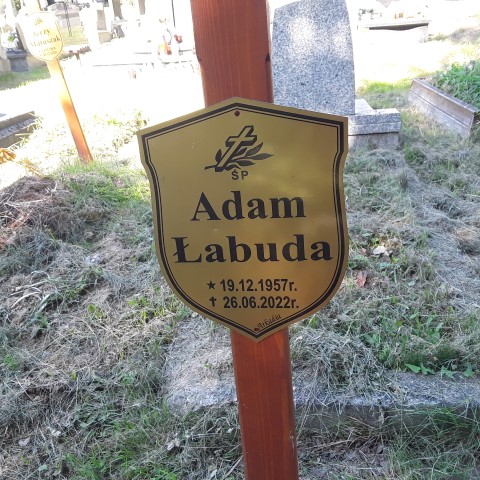 ŚP
Adam
Łabuda
★ 19.12.1957r.
✝ 26.06.2022r.